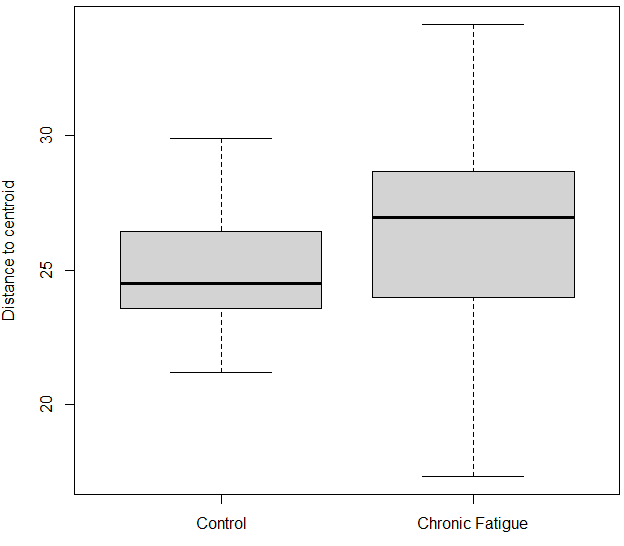 Distance to centroid
30
25
20
Control
Chronic Fatigue